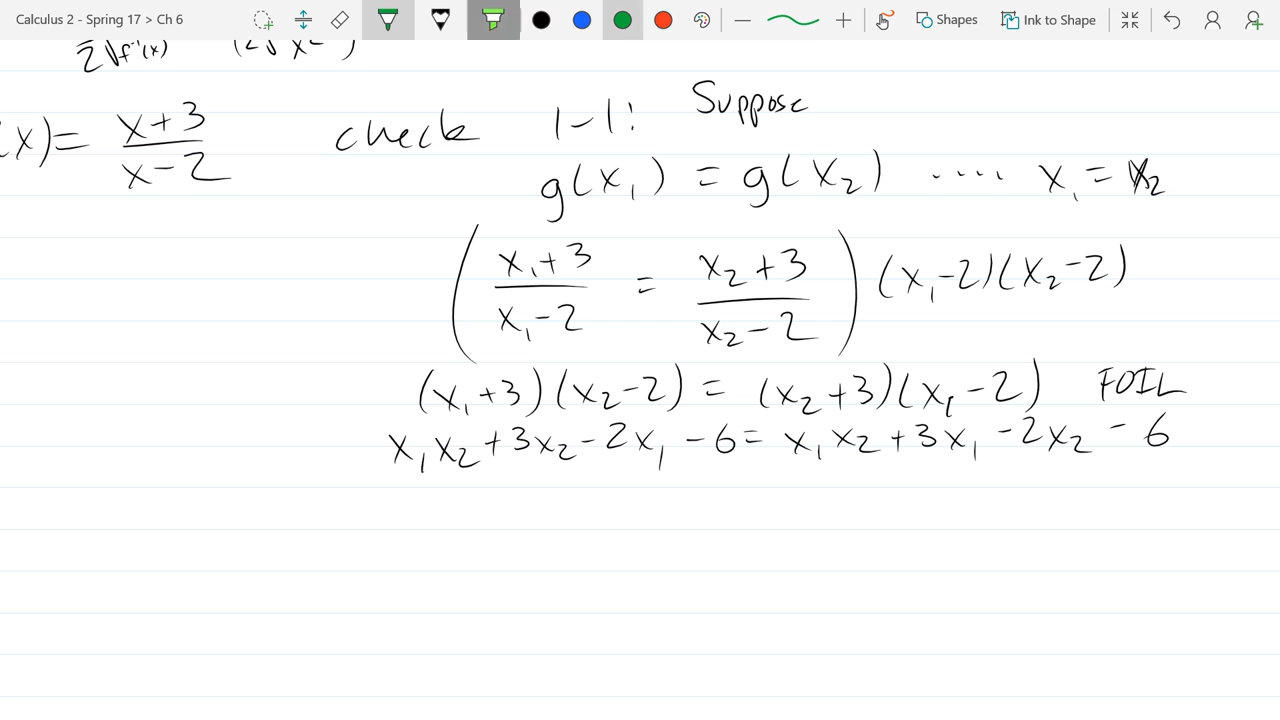 Calculus 2 - Spring 17 > Ch 6
Shapes
Ink to Shape
2√f'(x)
x) = (x+3)/(x-2)
check 1-1: Suppose
g(x₁) = g(x₂) ..... x₁ = x₂
((x₁+3)/(x₁-2) = (x₂+3)/(x₂-2)) (x₁-2)(x₂-2)
(x₁+3)(x₂-2) = (x₂+3)(x₁-2) FOIL
x₁x₂+3x₂-2x₁-6 = x₁x₂+3x₁-2x₂-6